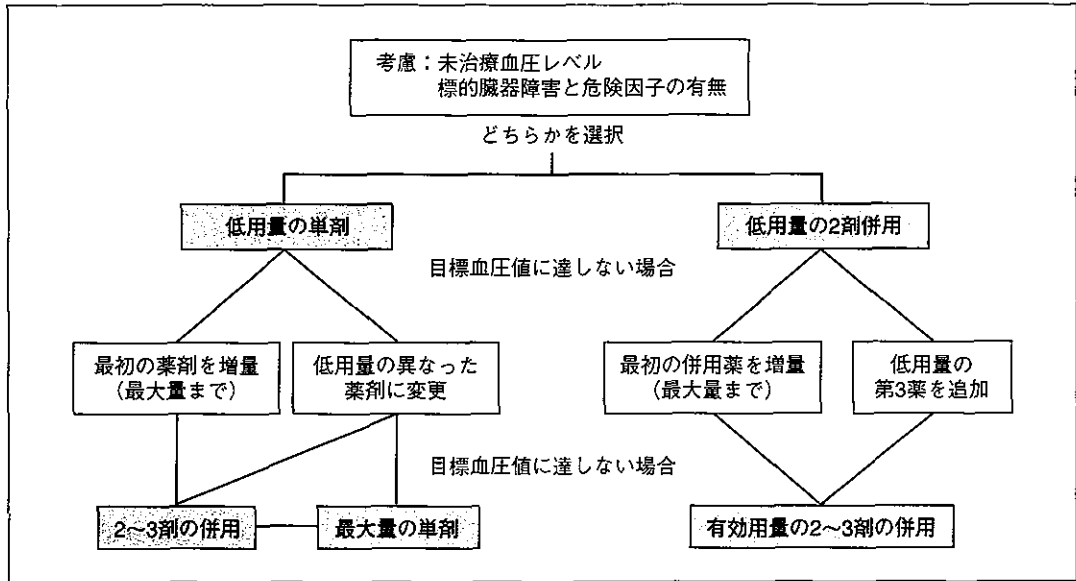 考慮：未治療血圧レベル
標的臓器障害と危険因子の有無
どちらかを選択
低用量の単剤
低用量の2剤併用
目標血圧値に達しない場合
最初の薬剤を増量
（最大量まで）
低用量の異なった
薬剤に変更
最初の併用薬を増量
（最大量まで）
低用量の
第3薬を追加
目標血圧値に達しない場合
2〜3剤の併用
最大量の単剤
有効用量の2〜3剤の併用